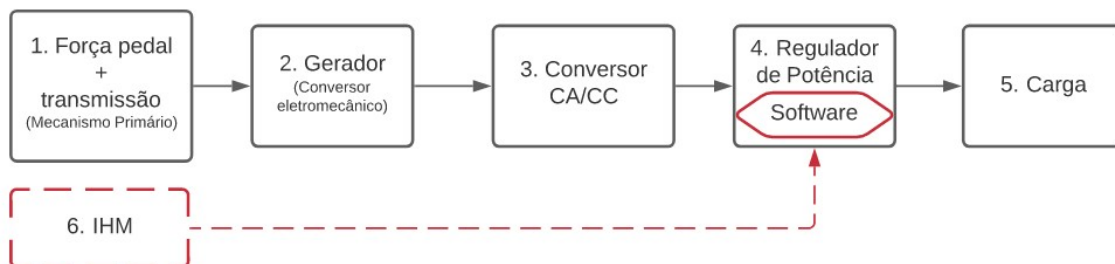 1. Força pedal
+
transmissão
(Mecanismo Primário)
2. Gerador
(Conversor
eletromecânico)
3. Conversor
CA/CC
4. Regulador
de Potência
Software
5. Carga
6. IHM